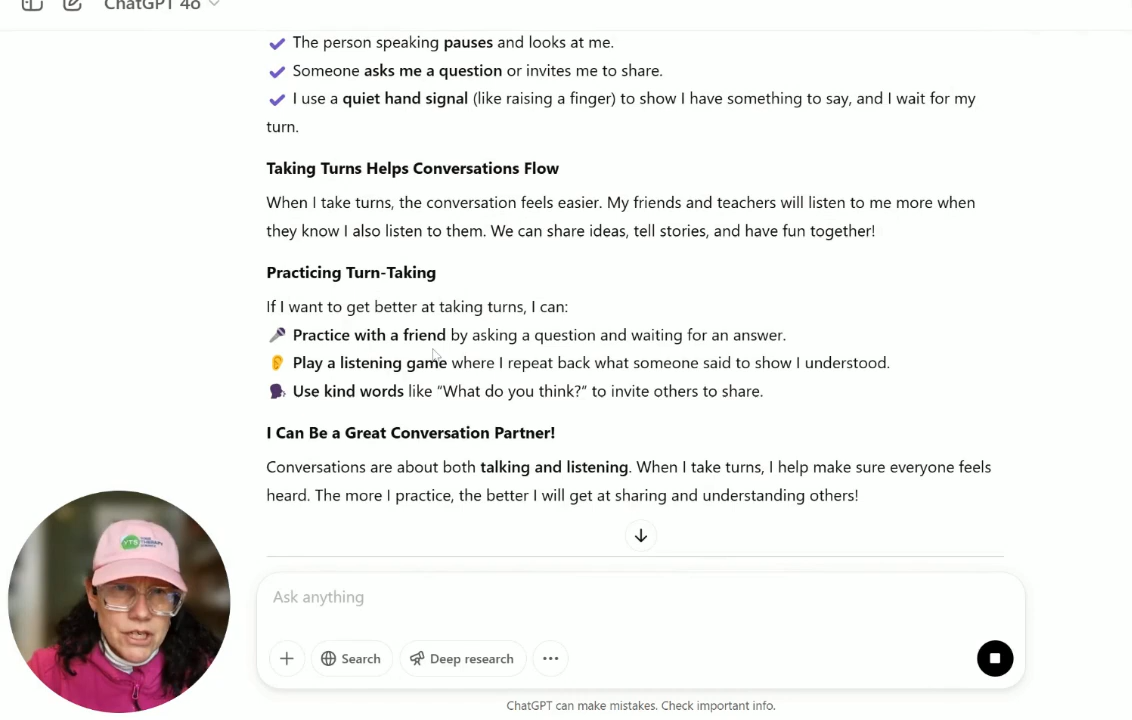 ChatGPT 4o
The person speaking pauses and looks at me.
Someone asks me a question or invites me to share.
I use a quiet hand signal (like raising a finger) to show I have something to say, and I wait for my
turn.
Taking Turns Helps Conversations Flow
When I take turns, the conversation feels easier. My friends and teachers will listen to me more when
they know I also listen to them. We can share ideas, tell stories, and have fun together!
Practicing Turn-Taking
If I want to get better at taking turns, I can:
Practice with a friend by asking a question and waiting for an answer.
Play a listening game where I repeat back what someone said to show I understood.
Use kind words like “What do you think?” to invite others to share.
I Can Be a Great Conversation Partner!
Conversations are about both talking and listening. When I take turns, I help make sure everyone feels
heard. The more I practice, the better I will get at sharing and understanding others!
Ask anything
Search
Deep research
ChatGPT can make mistakes. Check important info.
YTS
THERAPY